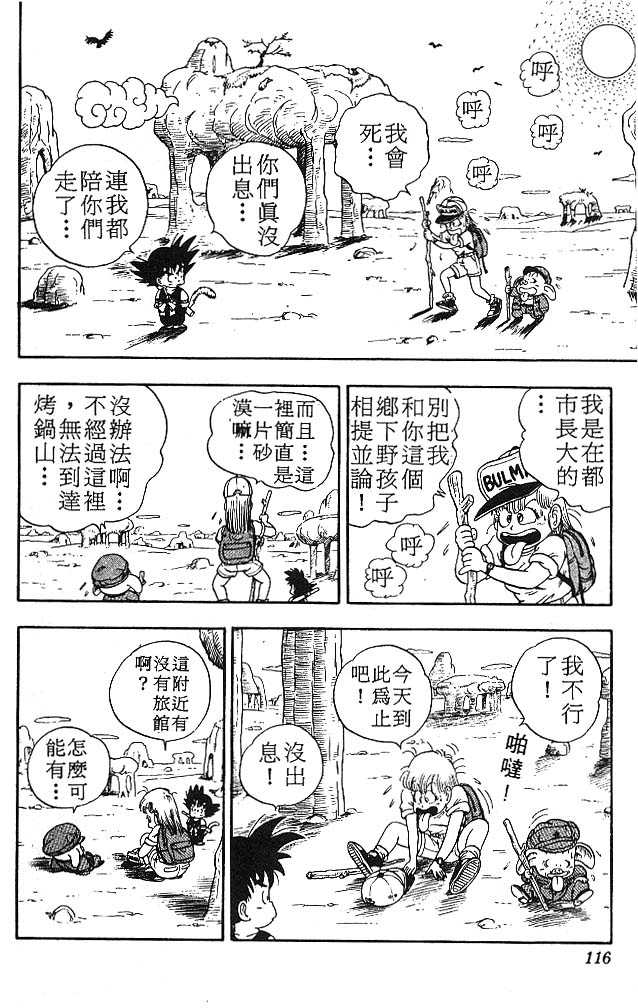 呼
呼
呼
呼
我會
死⋯
你們眞沒
出息⋯
連我都
陪你們
走了⋯
我是在都
市長大的
⋯
別把我
和你這個
鄉下野孩子
相提並論！
BULMA
呼
呼
而且⋯這
裡簡直是
一片砂
漠嘛⋯
沒辦法啊⋯
不經過這裡
，無法到達
烤鍋山⋯
我不行
了！
啪噠！
今天到
此爲止
吧！
沒出
息！
這附近有
沒有旅館
啊？
怎麼可
能有⋯
116